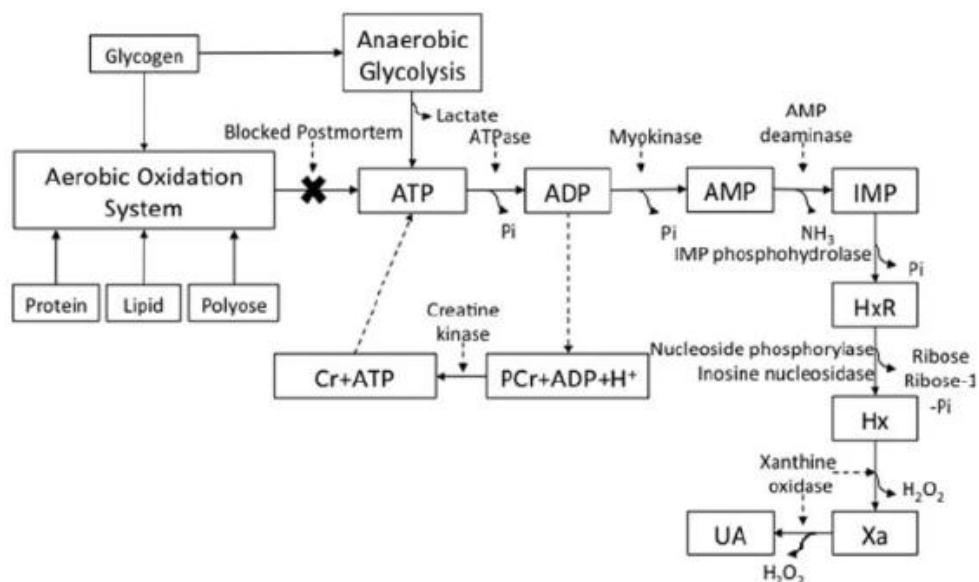 Glycogen
Anaerobic
Glycolysis
Lactate
Blocked Postmortem
ATPase
Myokinase
AMP
deaminase
Aerobic Oxidation
System
ATP
ADP
AMP
IMP
Pi
Pi
NH₃
IMP phosphohydrolase
Pi
Protein
Lipid
Polyose
Creatine
kinase
HxR
Cr+ATP
PCr+ADP+H⁺
Nucleoside phosphorylase
Inosine nucleosidase
Ribose
Ribose-1
-Pi
Hx
Xanthine
oxidase
H₂O₂
UA
Xa
H₂O₂